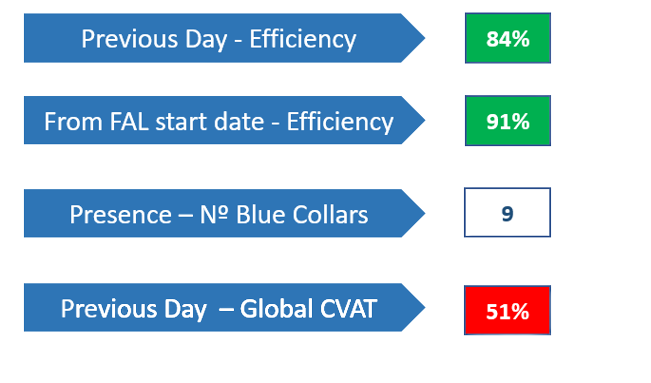 Previous Day - Efficiency 84%
From FAL start date - Efficiency 91%
Presence – Nº Blue Collars 9
Previous Day – Global CVAT 51%